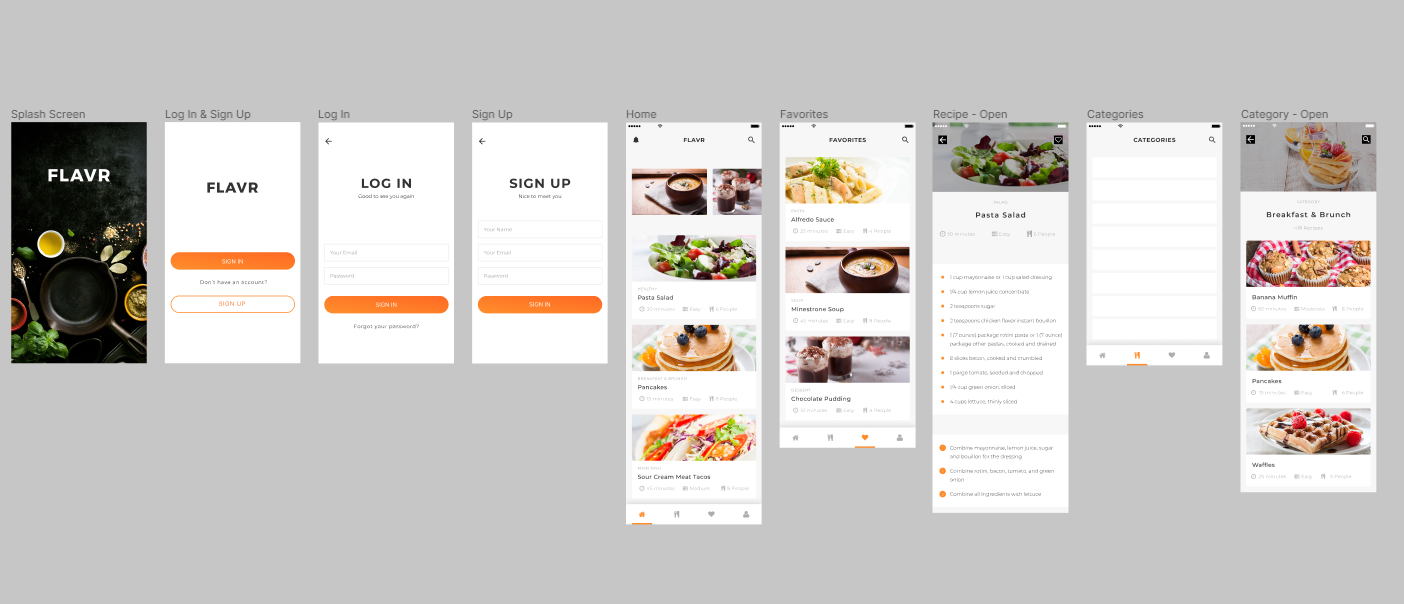 Splash Screen
FLAVR
Log In & Sign Up
FLAVR
SIGN IN
Don't have an account?
SIGN UP
Log In
LOG IN
Good to see you again
Your Email
Password
SIGN IN
Forgot your password?
Sign Up
SIGN UP
Nice to meet you
Your Name
Your Email
Password
SIGN IN
Home
FLAVR
HEALTHY
Pasta Salad
30 minutes Easy 5 People
BREAKFAST & BRUNCH
Pancakes
15 minutes Easy 6 People
MAIN DISH
Sour Cream Meat Tacos
45 minutes Medium 8 People
Favorites
FAVORITES
PASTA
Alfredo Sauce
25 minutes Easy 4 People
SOUP
Minestrone Soup
Easy 8 People
DESSERT
Chocolate Pudding
Easy 4 People
Recipe - Open
SALAD
Pasta Salad
30 minutes Easy 5 People
1 cup mayonnaise or 1 cup salad dressing
1/4 cup lemon juice concentrate
2 teaspoons sugar
2 teaspoons chicken flavor instant bouillon
1 (7 ounce) package rotini pasta or 1 (7 ounce)
package other pastas, cooked and drained
8 slices bacon, cooked and crumbled
1 large tomato, seeded and chopped
1/4 cup green onion, sliced
4 cups lettuce, thinly sliced
Combine mayonnaise, lemon juice, sugar
and bouillon for the dressing
Combine rotini, bacon, tomato, and green
onion
Combine all ingredients with lettuce
Categories
CATEGORIES
Category - Open
CATEGORY
Breakfast & Brunch
Recipes
Banana Muffin
60 minutes Moderate 8 People
Pancakes
15 minutes Easy 6 People
Waffles
25 minutes Easy 5 People